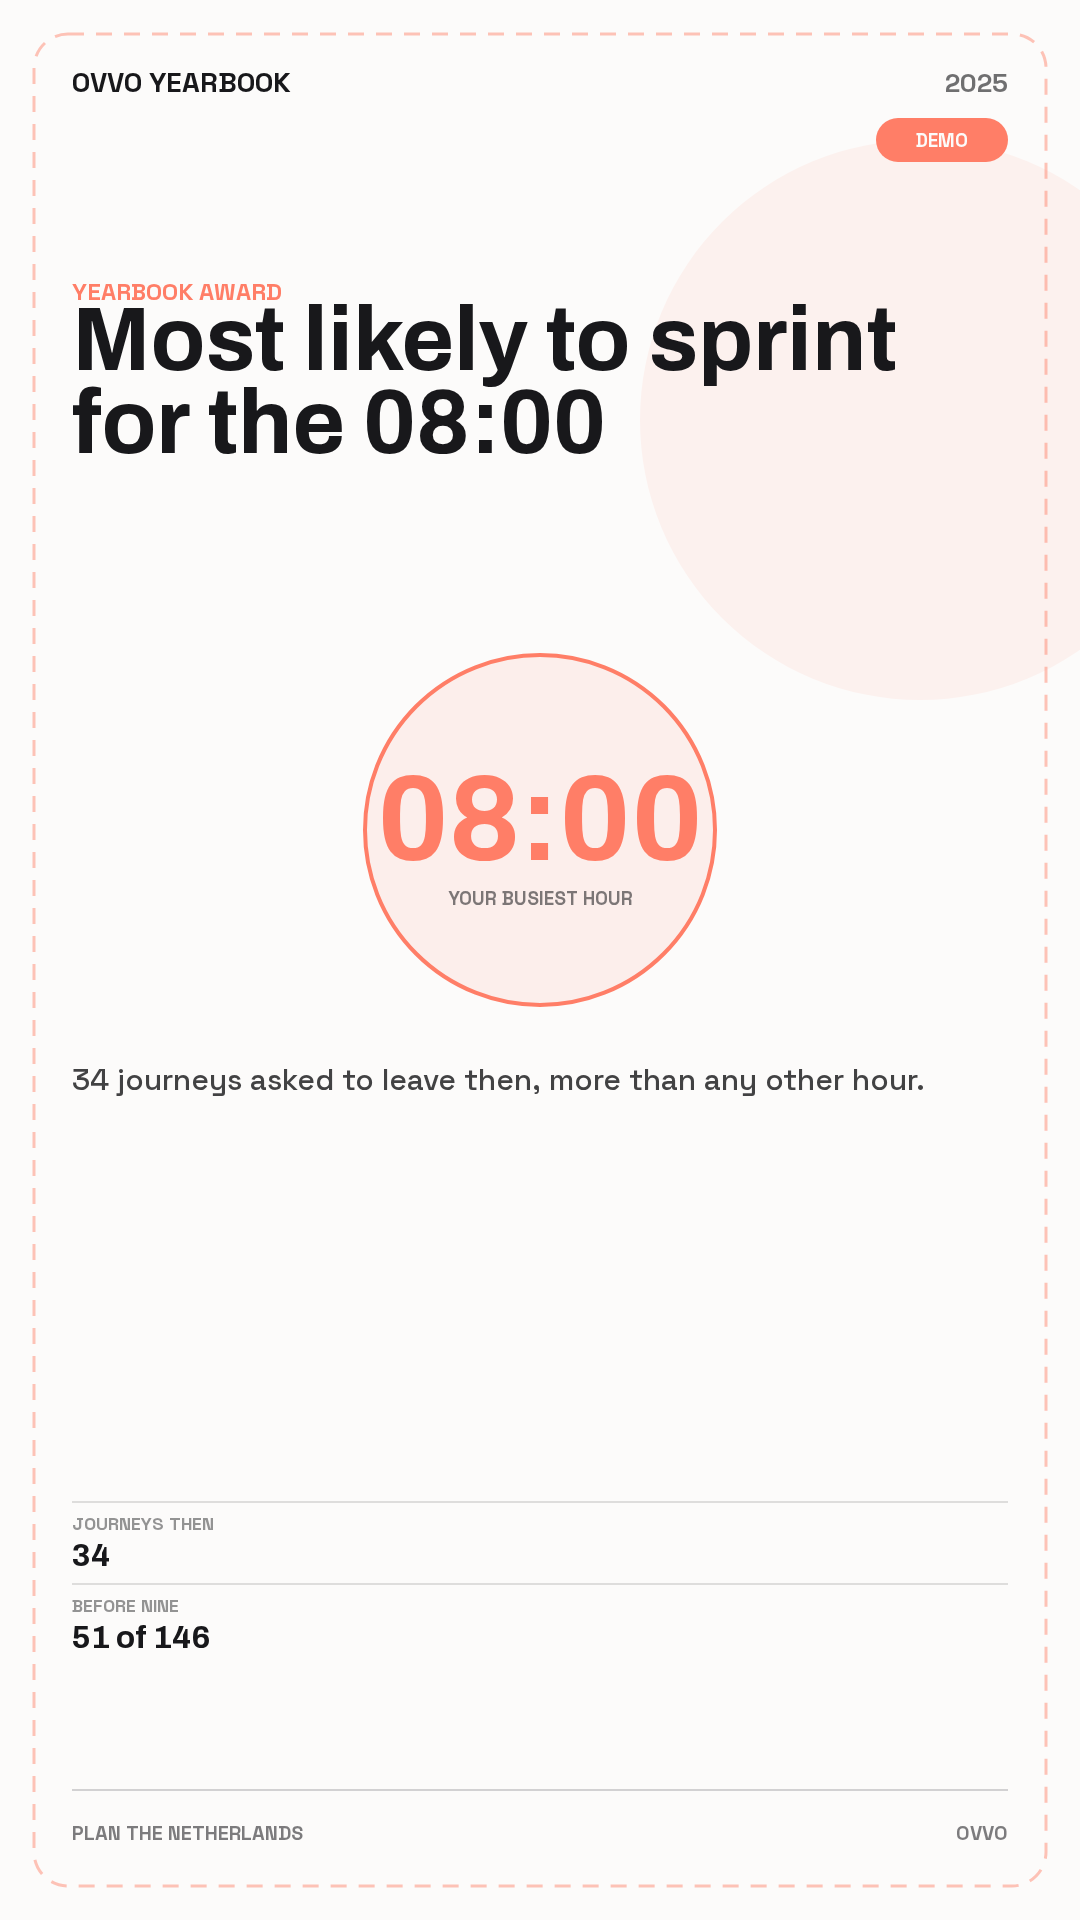 OVVO YEARBOOK
2025
DEMO
YEARBOOK AWARD
Most likely to sprint
for the 08:00
08:00
YOUR BUSIEST HOUR
34 journeys asked to leave then, more than any other hour.
JOURNEYS THEN
34
BEFORE NINE
51 of 146
PLAN THE NETHERLANDS
OVVO